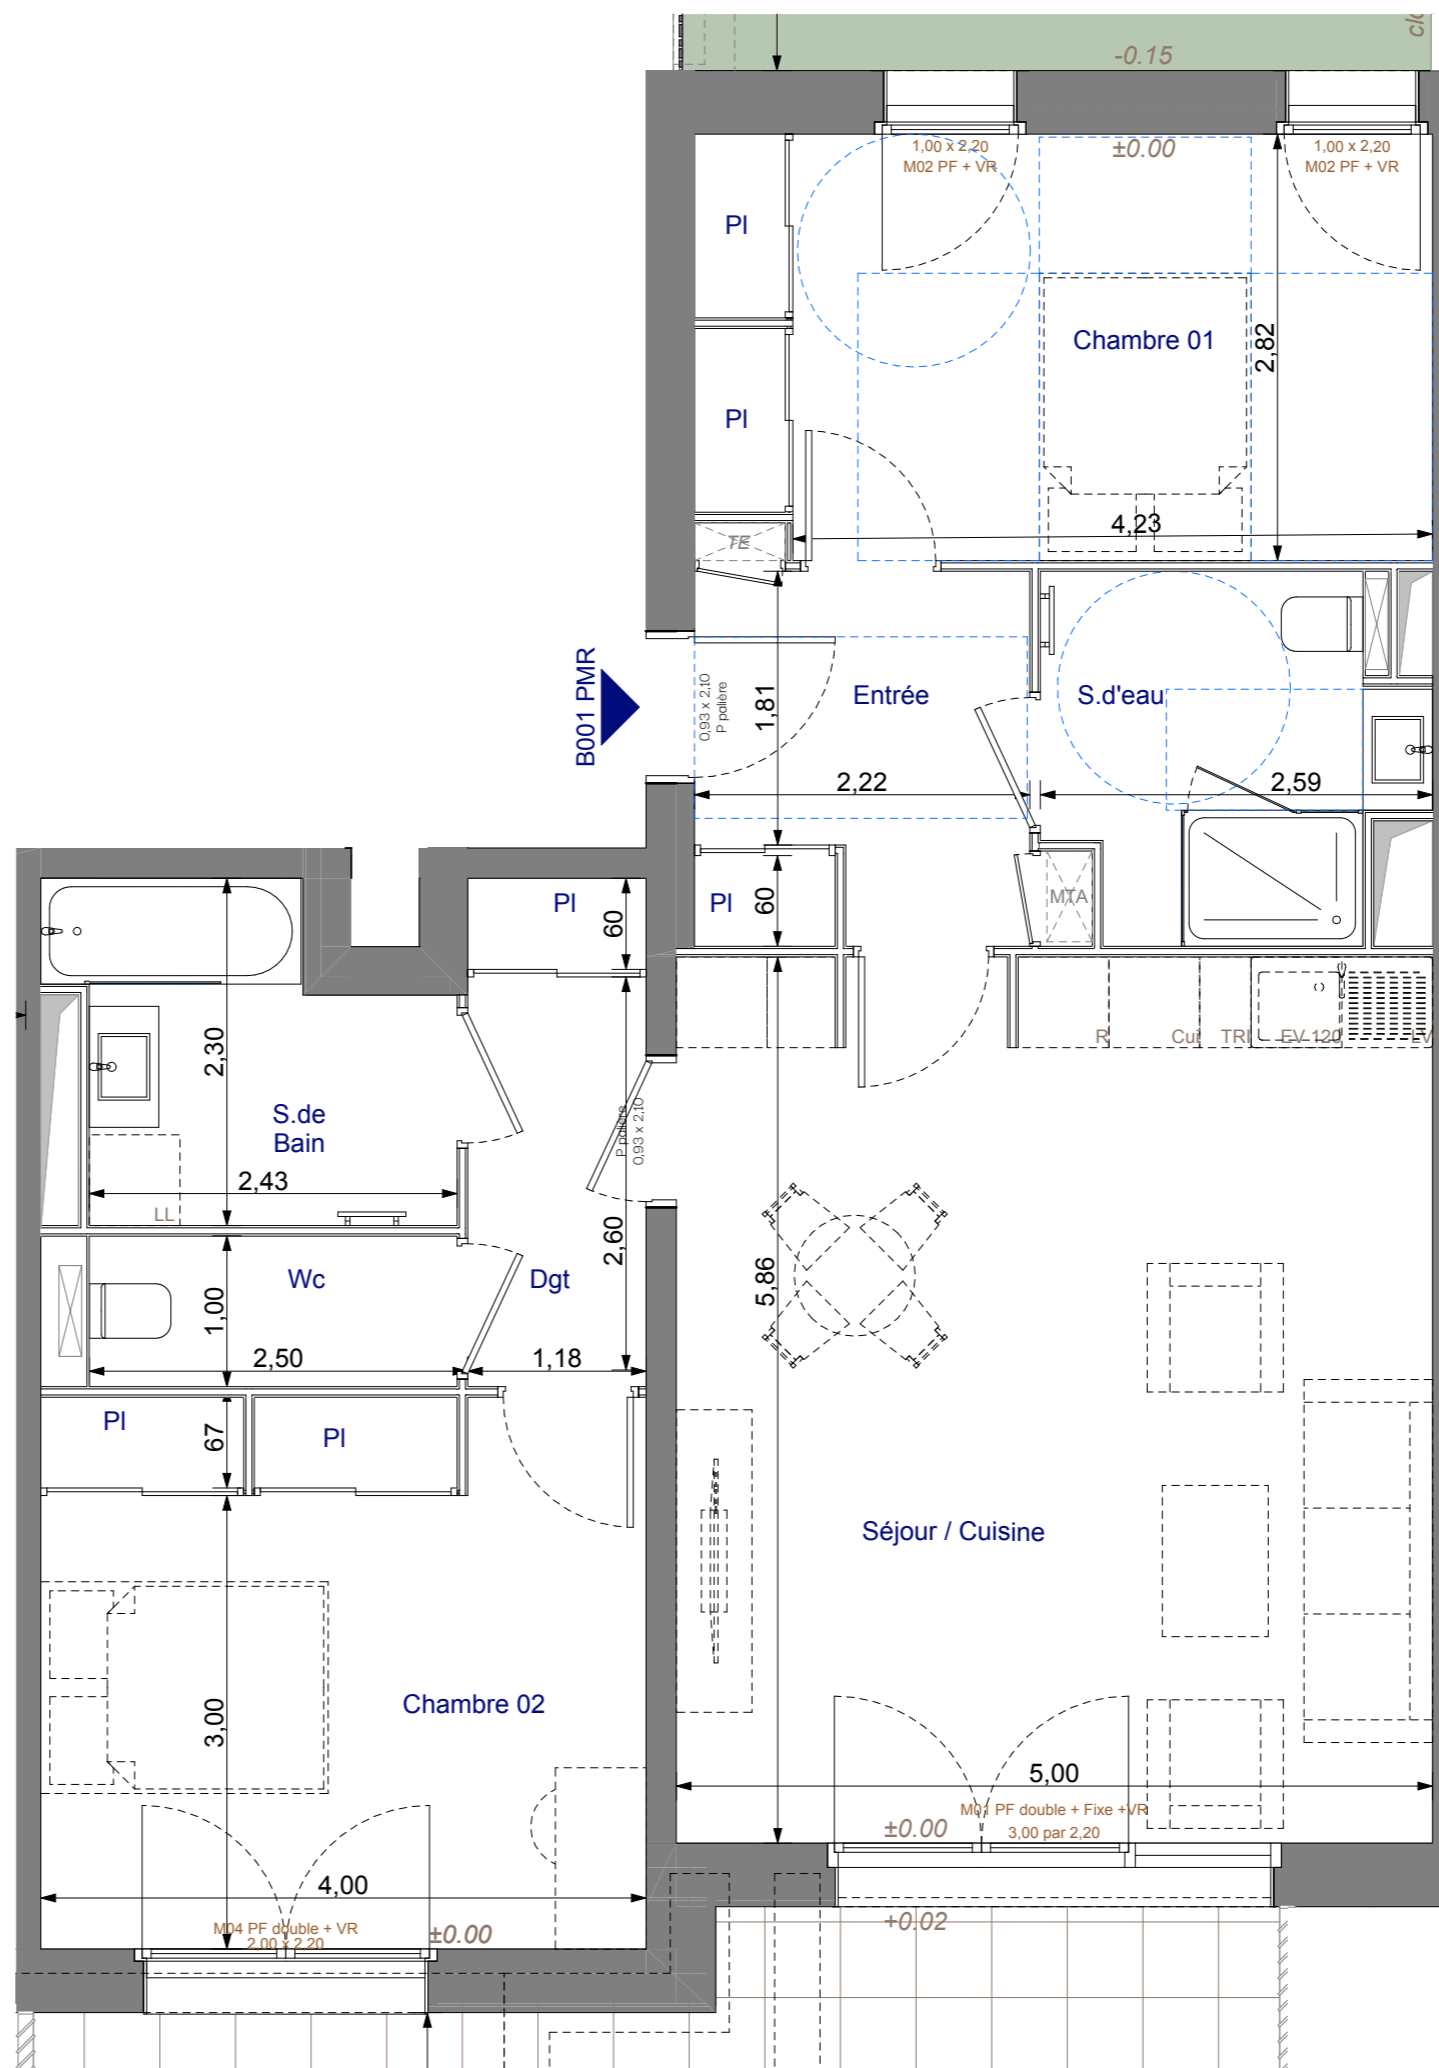 clo
-0.15
1,00 x 2,20
M02 PF + VR
±0.00
1,00 x 2,20
M02 PF + VR
Pl
Chambre 01
2,82
Pl
4,23
TE
B001 PMR
0,93 x 2,10
P palière
1,81
Entrée
S.d'eau
2,22
2,59
Pl
60
Pl
60
MTA
R
Cui
TRI
EV 120
LV
2,30
S.de
Bain
P palière
0,93 x 2,10
2,43
LL
2,60
Wc
Dgt
1,00
5,86
2,50
1,18
Pl
67
Pl
Séjour / Cuisine
Chambre 02
3,00
5,00
M01 PF double + Fixe +VR
3,00 par 2,20
±0.00
4,00
M04 PF double + VR
2,00 x 2,20
±0.00
+0.02